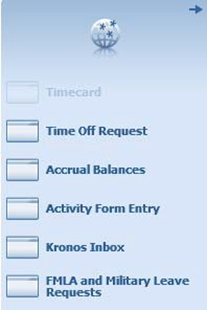 Timecard
Time Off Request
Accrual Balances
Activity Form Entry
Kronos Inbox
FMLA and Military Leave
Requests